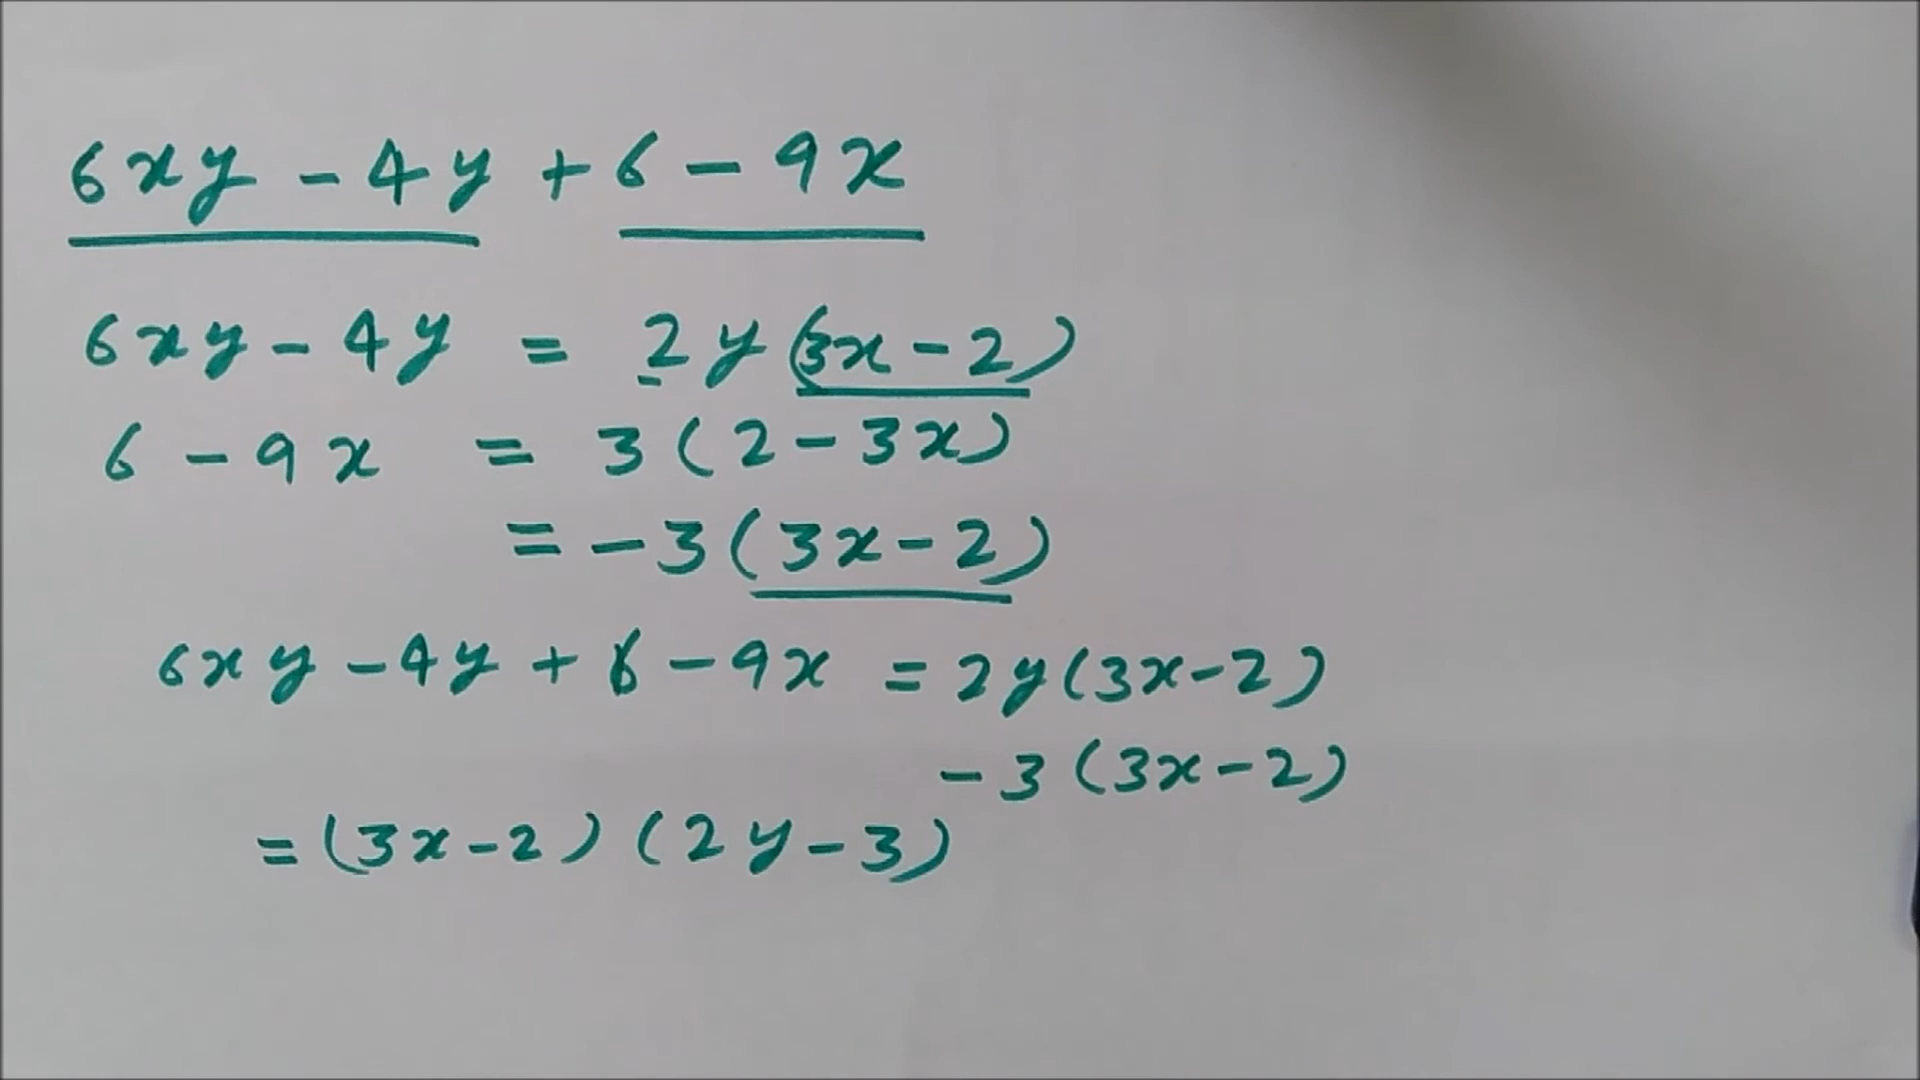 6xy - 4y + 6 - 9x
6xy - 4y = 2y(3x - 2)
6 - 9x = 3(2 - 3x)
= -3(3x - 2)
6xy - 4y + 6 - 9x = 2y(3x - 2)
- 3(3x - 2)
= (3x - 2)(2y - 3)